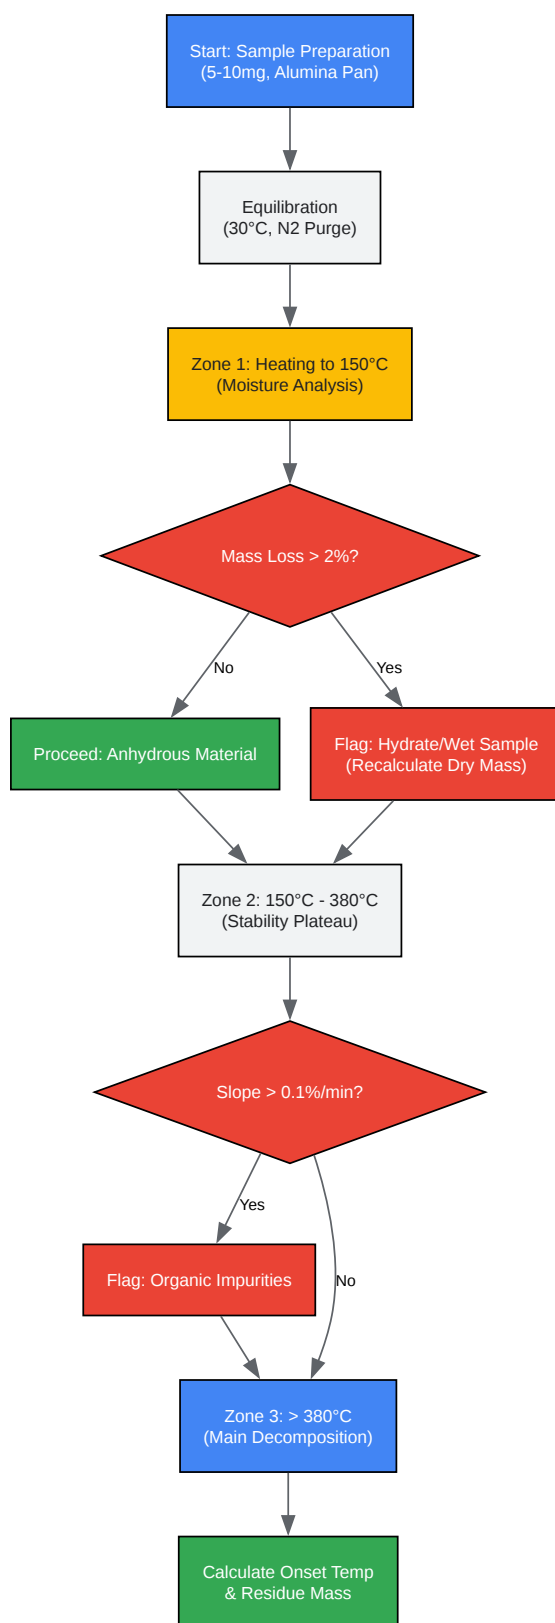 Start: Sample Preparation
(5-10mg, Alumina Pan)
Equilibration
(30°C, N2 Purge)
Zone 1: Heating to 150°C
(Moisture Analysis)
Mass Loss > 2%?
No
Yes
Proceed: Anhydrous Material
Flag: Hydrate/Wet Sample
(Recalculate Dry Mass)
Zone 2: 150°C - 380°C
(Stability Plateau)
Slope > 0.1%/min?
Yes
Flag: Organic Impurities
No
Zone 3: > 380°C
(Main Decomposition)
Calculate Onset Temp
& Residue Mass